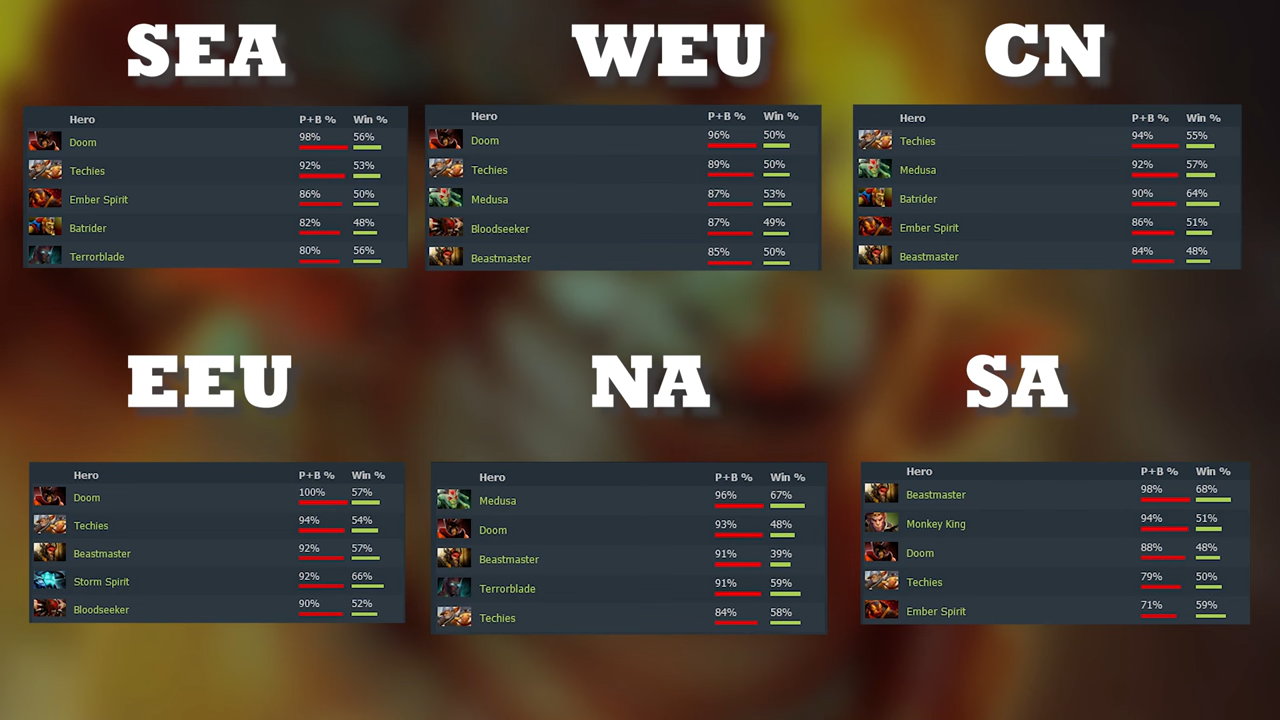 SEA
Hero P+B % Win %
Doom 98% 56%
Techies 92% 53%
Ember Spirit 86% 50%
Batrider 82% 48%
Terrorblade 80% 56%
WEU
Hero P+B % Win %
Doom 96% 50%
Techies 89% 50%
Medusa 87% 53%
Bloodseeker 87% 49%
Beastmaster 85% 50%
CN
Hero P+B % Win %
Techies 94% 55%
Medusa 92% 57%
Batrider 90% 64%
Ember Spirit 86% 51%
Beastmaster 84% 48%
EEU
Hero P+B % Win %
Doom 100% 57%
Techies 94% 54%
Beastmaster 92% 57%
Storm Spirit 92% 66%
Bloodseeker 90% 52%
NA
Hero P+B % Win %
Medusa 96% 67%
Doom 93% 48%
Beastmaster 91% 39%
Terrorblade 91% 59%
Techies 84% 58%
SA
Hero P+B % Win %
Beastmaster 98% 68%
Monkey King 94% 51%
Doom 88% 48%
Techies 79% 50%
Ember Spirit 71% 59%